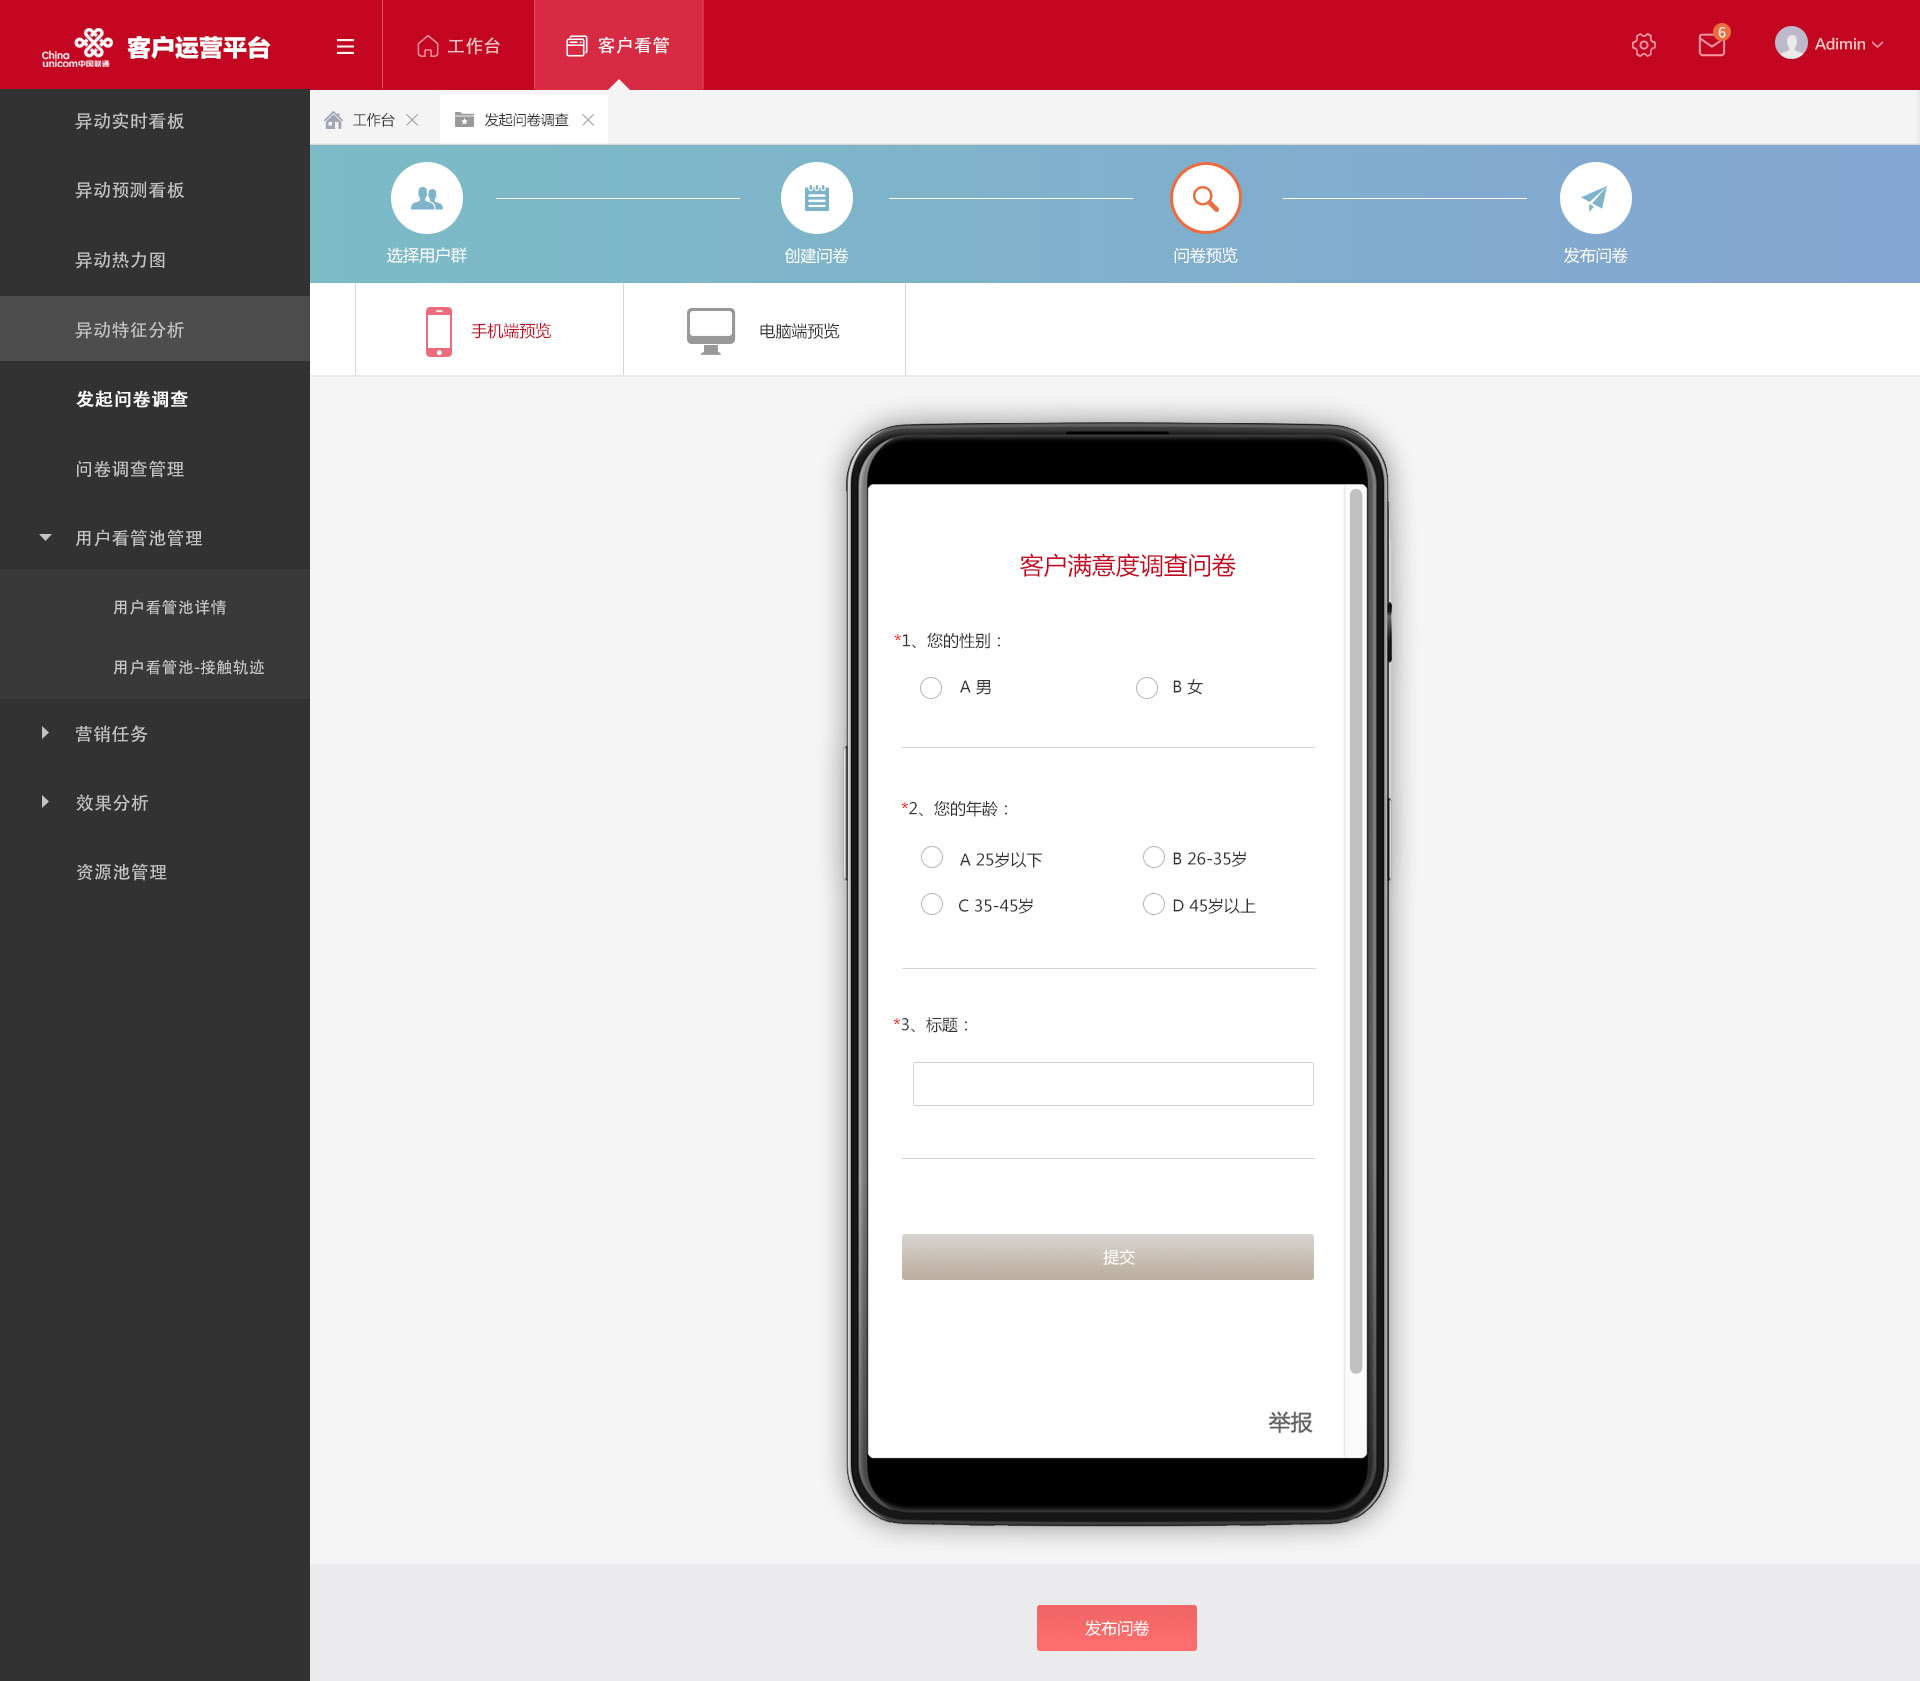 China
unicom中国联通
客户运营平台
工作台
客户看管
6
Adimin
异动实时看板
异动预测看板
异动热力图
异动特征分析
发起问卷调查
问卷调查管理
用户看管池管理
用户看管池详情
用户看管池-接触轨迹
营销任务
效果分析
资源池管理
工作台
发起问卷调查
选择用户群
创建问卷
问卷预览
发布问卷
手机端预览
电脑端预览
客户满意度调查问卷
*1、您的性别：
A 男
B 女
*2、您的年龄：
A 25岁以下
B 26-35岁
C 35-45岁
D 45岁以上
*3、标题：
提交
举报
发布问卷